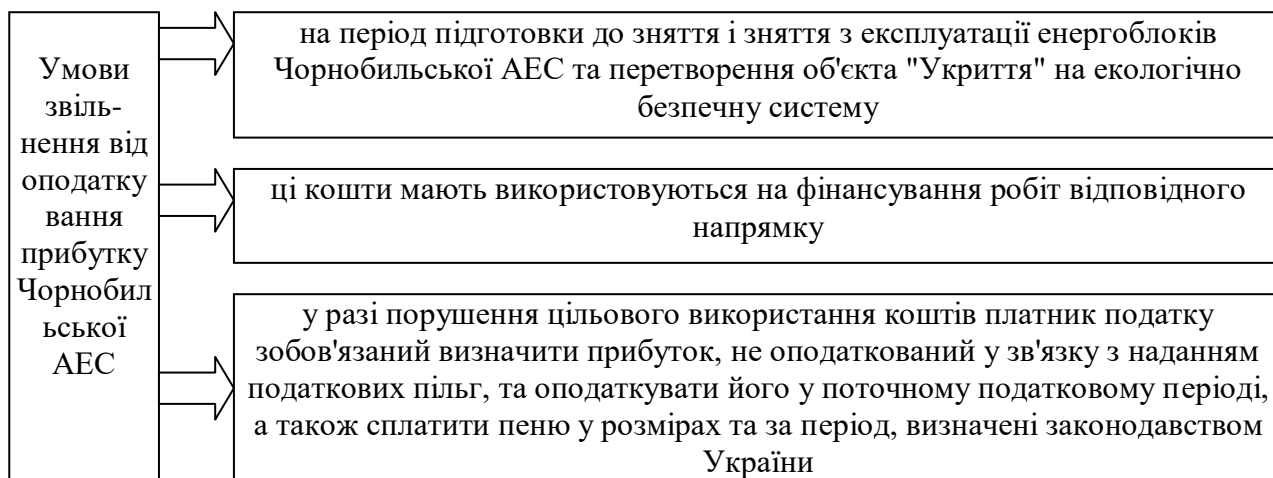 Умови
звіль-
нення від
оподатку
вання
прибутку
Чорнобил
ьської
АЕС
на період підготовки до зняття і зняття з експлуатації енергоблоків
Чорнобильської АЕС та перетворення об'єкта "Укриття" на екологічно
безпечну систему
ці кошти мають використовуються на фінансування робіт відповідного
напрямку
у разі порушення цільового використання коштів платник податку
зобов'язаний визначити прибуток, не оподаткований у зв'язку з наданням
податкових пільг, та оподаткувати його у поточному податковому періоді,
а також сплатити пеню у розмірах та за період, визначені законодавством
України